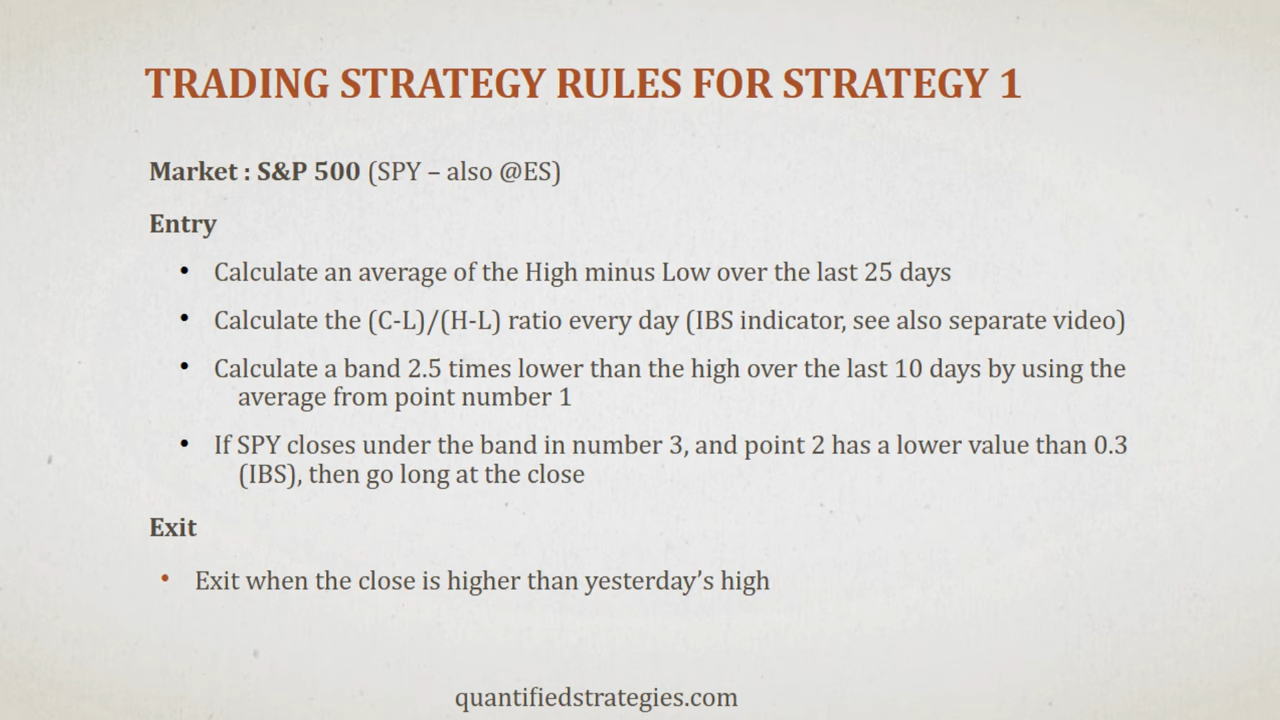 TRADING STRATEGY RULES FOR STRATEGY 1
Market : S&P 500 (SPY – also @ES)
Entry
• Calculate an average of the High minus Low over the last 25 days
• Calculate the (C-L)/(H-L) ratio every day (IBS indicator, see also separate video)
• Calculate a band 2.5 times lower than the high over the last 10 days by using the
average from point number 1
• If SPY closes under the band in number 3, and point 2 has a lower value than 0.3
(IBS), then go long at the close
Exit
• Exit when the close is higher than yesterday’s high
quantifiedstrategies.com